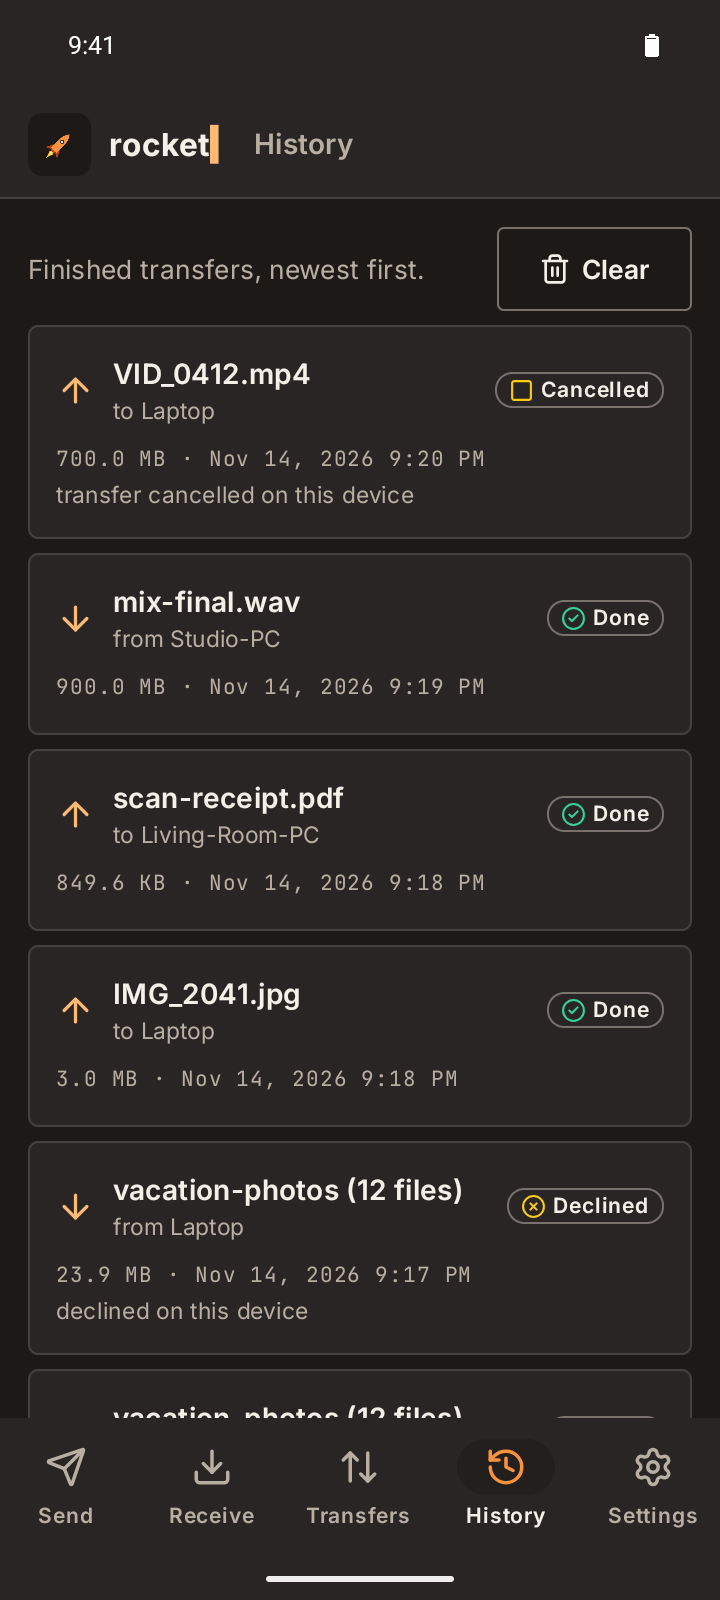 9:41
rocket History
Finished transfers, newest first.
Clear
VID_0412.mp4
to Laptop
Cancelled
700.0 MB · Nov 14, 2026 9:20 PM
transfer cancelled on this device
mix-final.wav
from Studio-PC
Done
900.0 MB · Nov 14, 2026 9:19 PM
scan-receipt.pdf
to Living-Room-PC
Done
849.6 KB · Nov 14, 2026 9:18 PM
IMG_2041.jpg
to Laptop
Done
3.0 MB · Nov 14, 2026 9:18 PM
vacation-photos (12 files)
from Laptop
Declined
23.9 MB · Nov 14, 2026 9:17 PM
declined on this device
vacation-photos (12 files)
Send
Receive
Transfers
History
Settings